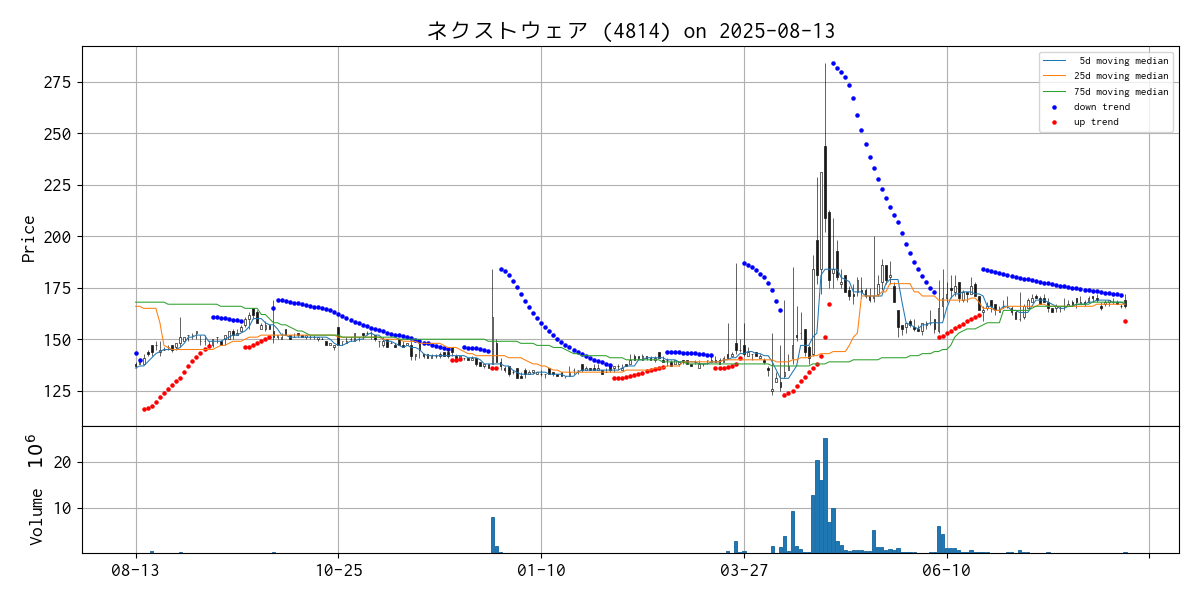 ネクストウェア (4814) on 2025-08-13
5d moving median
25d moving median
75d moving median
down trend
up trend
Price
275
250
225
200
175
150
125
Volume 10^6
20
10
08-13
10-25
01-10
03-27
06-10